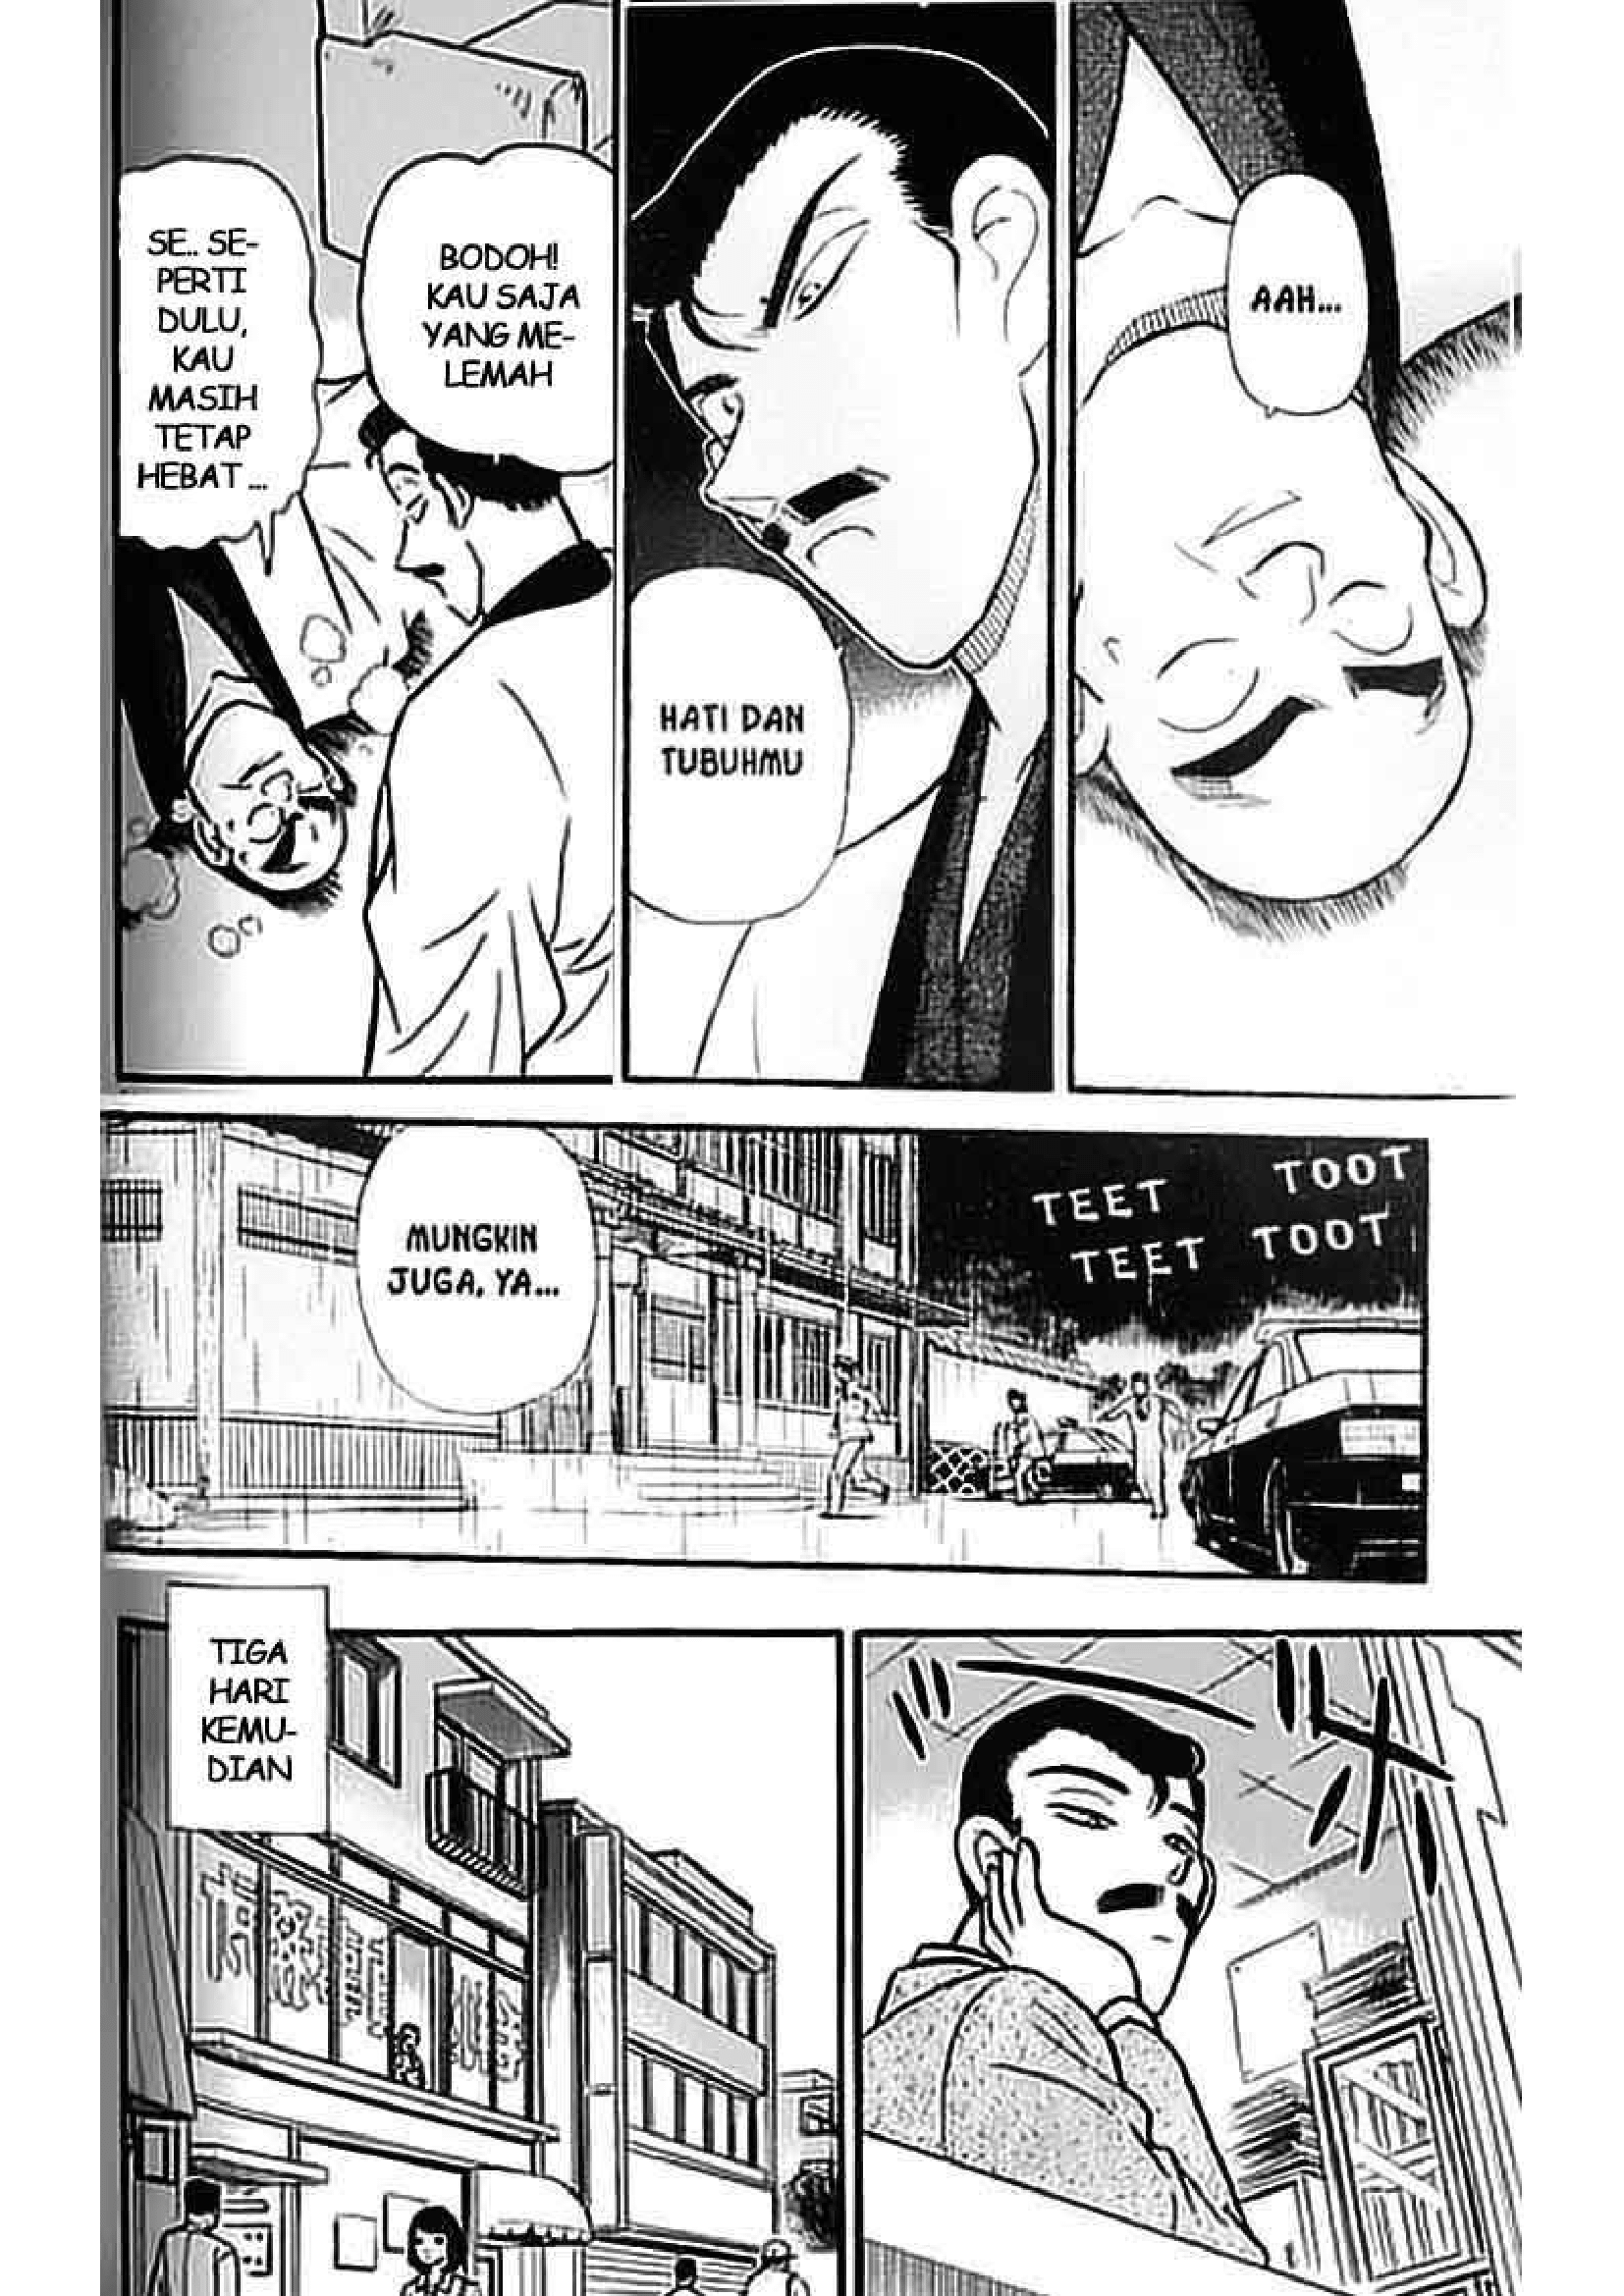 SE.. SE-
PERTI
DULU,
KAU
MASIH
TETAP
HEBAT...
BODOH!
KAU SAJA
YANG ME-
LEMAH
HATI DAN
TUBUHMU
AAH...
MUNGKIN
JUGA, YA...
TEET TOOT
TEET TOOT
TIGA
HARI
KEMU-
DIAN